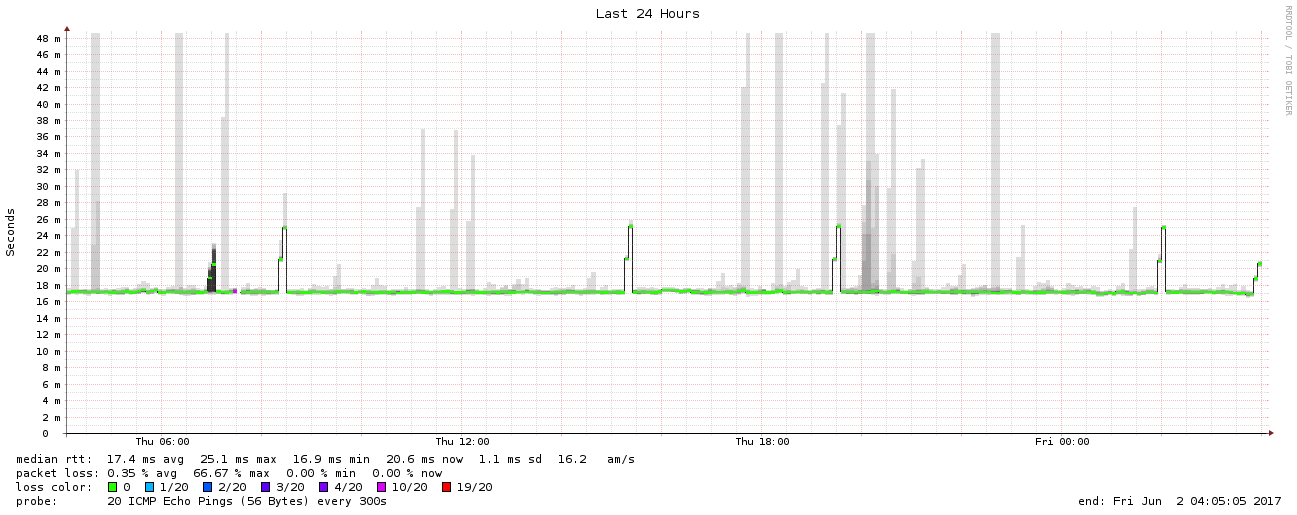 Last 24 Hours
RRDTOOL / TOBI OETIKER
Seconds
48 m
46 m
44 m
42 m
40 m
38 m
36 m
34 m
32 m
30 m
28 m
26 m
24 m
22 m
20 m
18 m
16 m
14 m
12 m
10 m
8 m
6 m
4 m
2 m
0
Thu 06:00 Thu 12:00 Thu 18:00 Fri 00:00
median rtt: 17.4 ms avg 25.1 ms max 16.9 ms min 20.6 ms now 1.1 ms sd 16.2 am/s
packet loss: 0.35 % avg 66.67 % max 0.00 % min 0.00 % now
loss color: 0 1/20 2/20 3/20 4/20 10/20 19/20
probe: 20 ICMP Echo Pings (56 Bytes) every 300s end: Fri Jun 2 04:05:05 2017